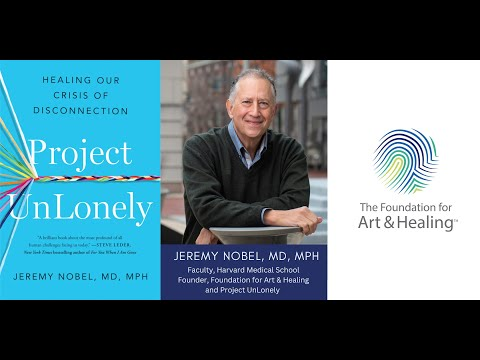 HEALING OUR
CRISIS OF
DISCONNECTION
Project
UnLonely
"A brilliant book about the most profound of all
human challenges facing us today." —STEVE LEDER,
New York Times bestselling author of For You When I Am Gone
JEREMY NOBEL, MD, MPH
JEREMY NOBEL, MD, MPH
Faculty, Harvard Medical School
Founder, Foundation for Art & Healing
and Project UnLonely
The Foundation for
Art & Healing™